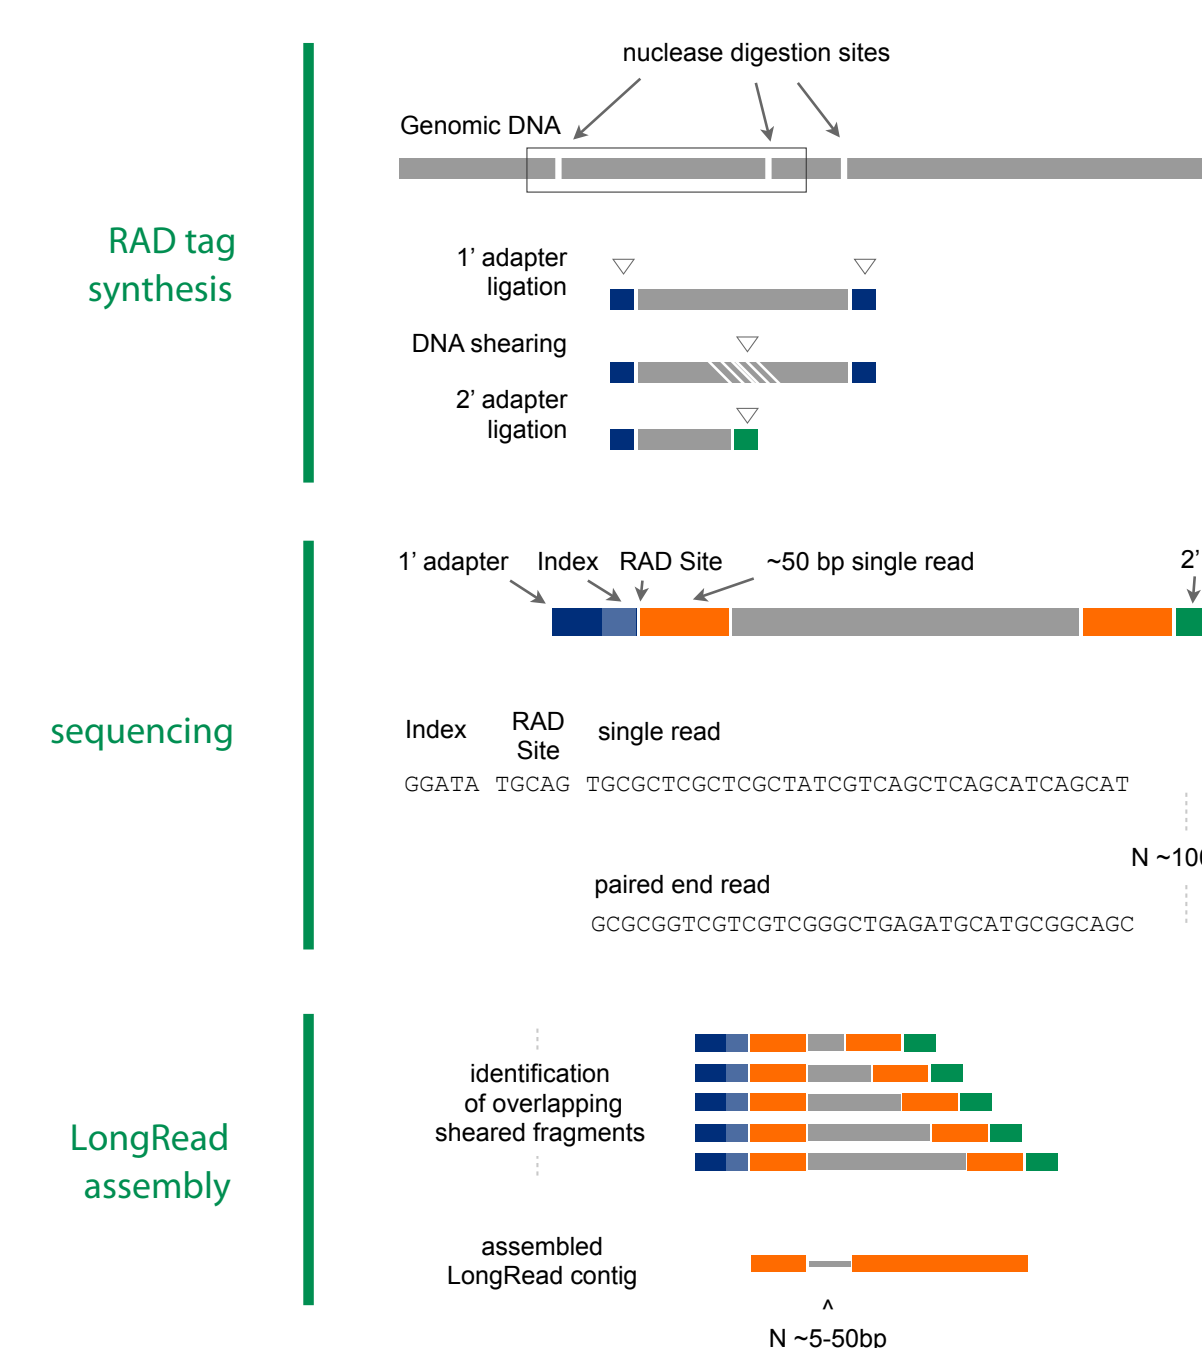 nuclease digestion sites
Genomic DNA
RAD tag
synthesis
1’ adapter
ligation
DNA shearing
2’ adapter
ligation
1’ adapter Index RAD Site ~50 bp single read 2’
sequencing
Index RAD
Site single read
GGATA TGCAG TGCGCTCGCTCGCTATCGTCAGCTCAGCATCAGCAT
N ~100
paired end read
GCGCGGTCGTCGTCGGGCTGAGATGCATGCGGCAGC
LongRead
assembly
identification
of overlapping
sheared fragments
assembled
LongRead contig
^
N ~5-50bp